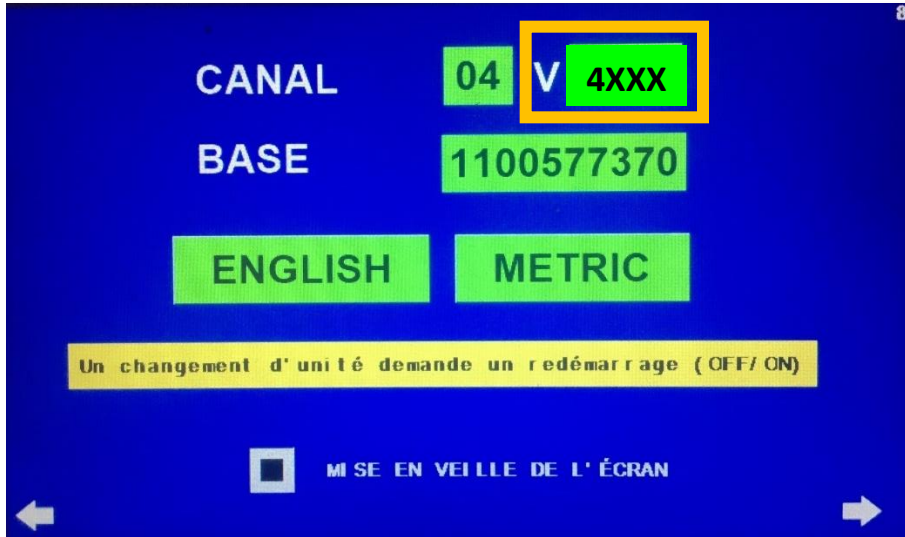 8
CANAL 04 V 4XXX
BASE 1100577370
ENGLISH METRIC
Un changement d'unité demande un redémarrage (OFF/ON)
MISE EN VEILLE DE L'ÉCRAN